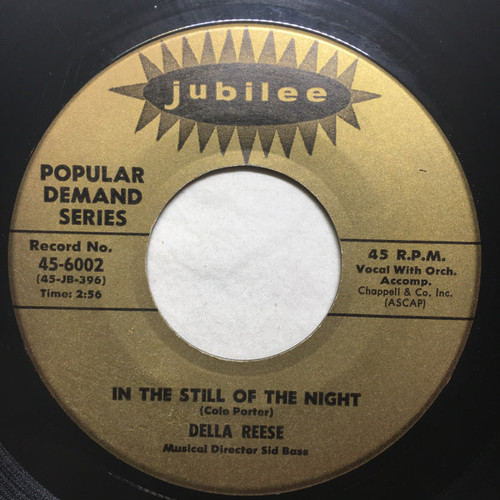 jubilee
POPULAR
DEMAND
SERIES
Record No.
45-6002
(45-JB-396)
Time: 2:56
45 R.P.M.
Vocal With Orch.
Accomp.
Chappell & Co. Inc.
(ASCAP)
IN THE STILL OF THE NIGHT
(Cole Porter)
DELLA REESE
Musical Director Sid Bass